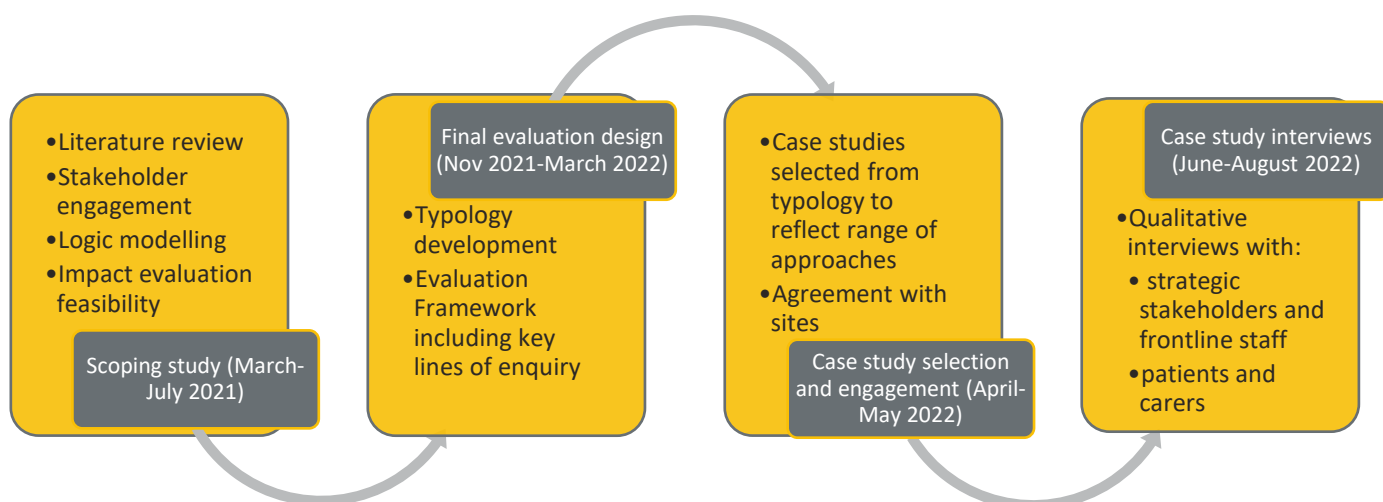 •Literature review
•Stakeholder
engagement
•Logic modelling
•Impact evaluation
feasibility
Scoping study (March-
July 2021)
Final evaluation design
(Nov 2021-March 2022)
•Typology
development
•Evaluation
Framework
including key
lines of enquiry
•Case studies
selected from
typology to
reflect range of
approaches
•Agreement with
sites
Case study selection
and engagement (April-
May 2022)
Case study interviews
(June-August 2022)
•Qualitative
interviews with:
• strategic
stakeholders and
frontline staff
•patients and
carers